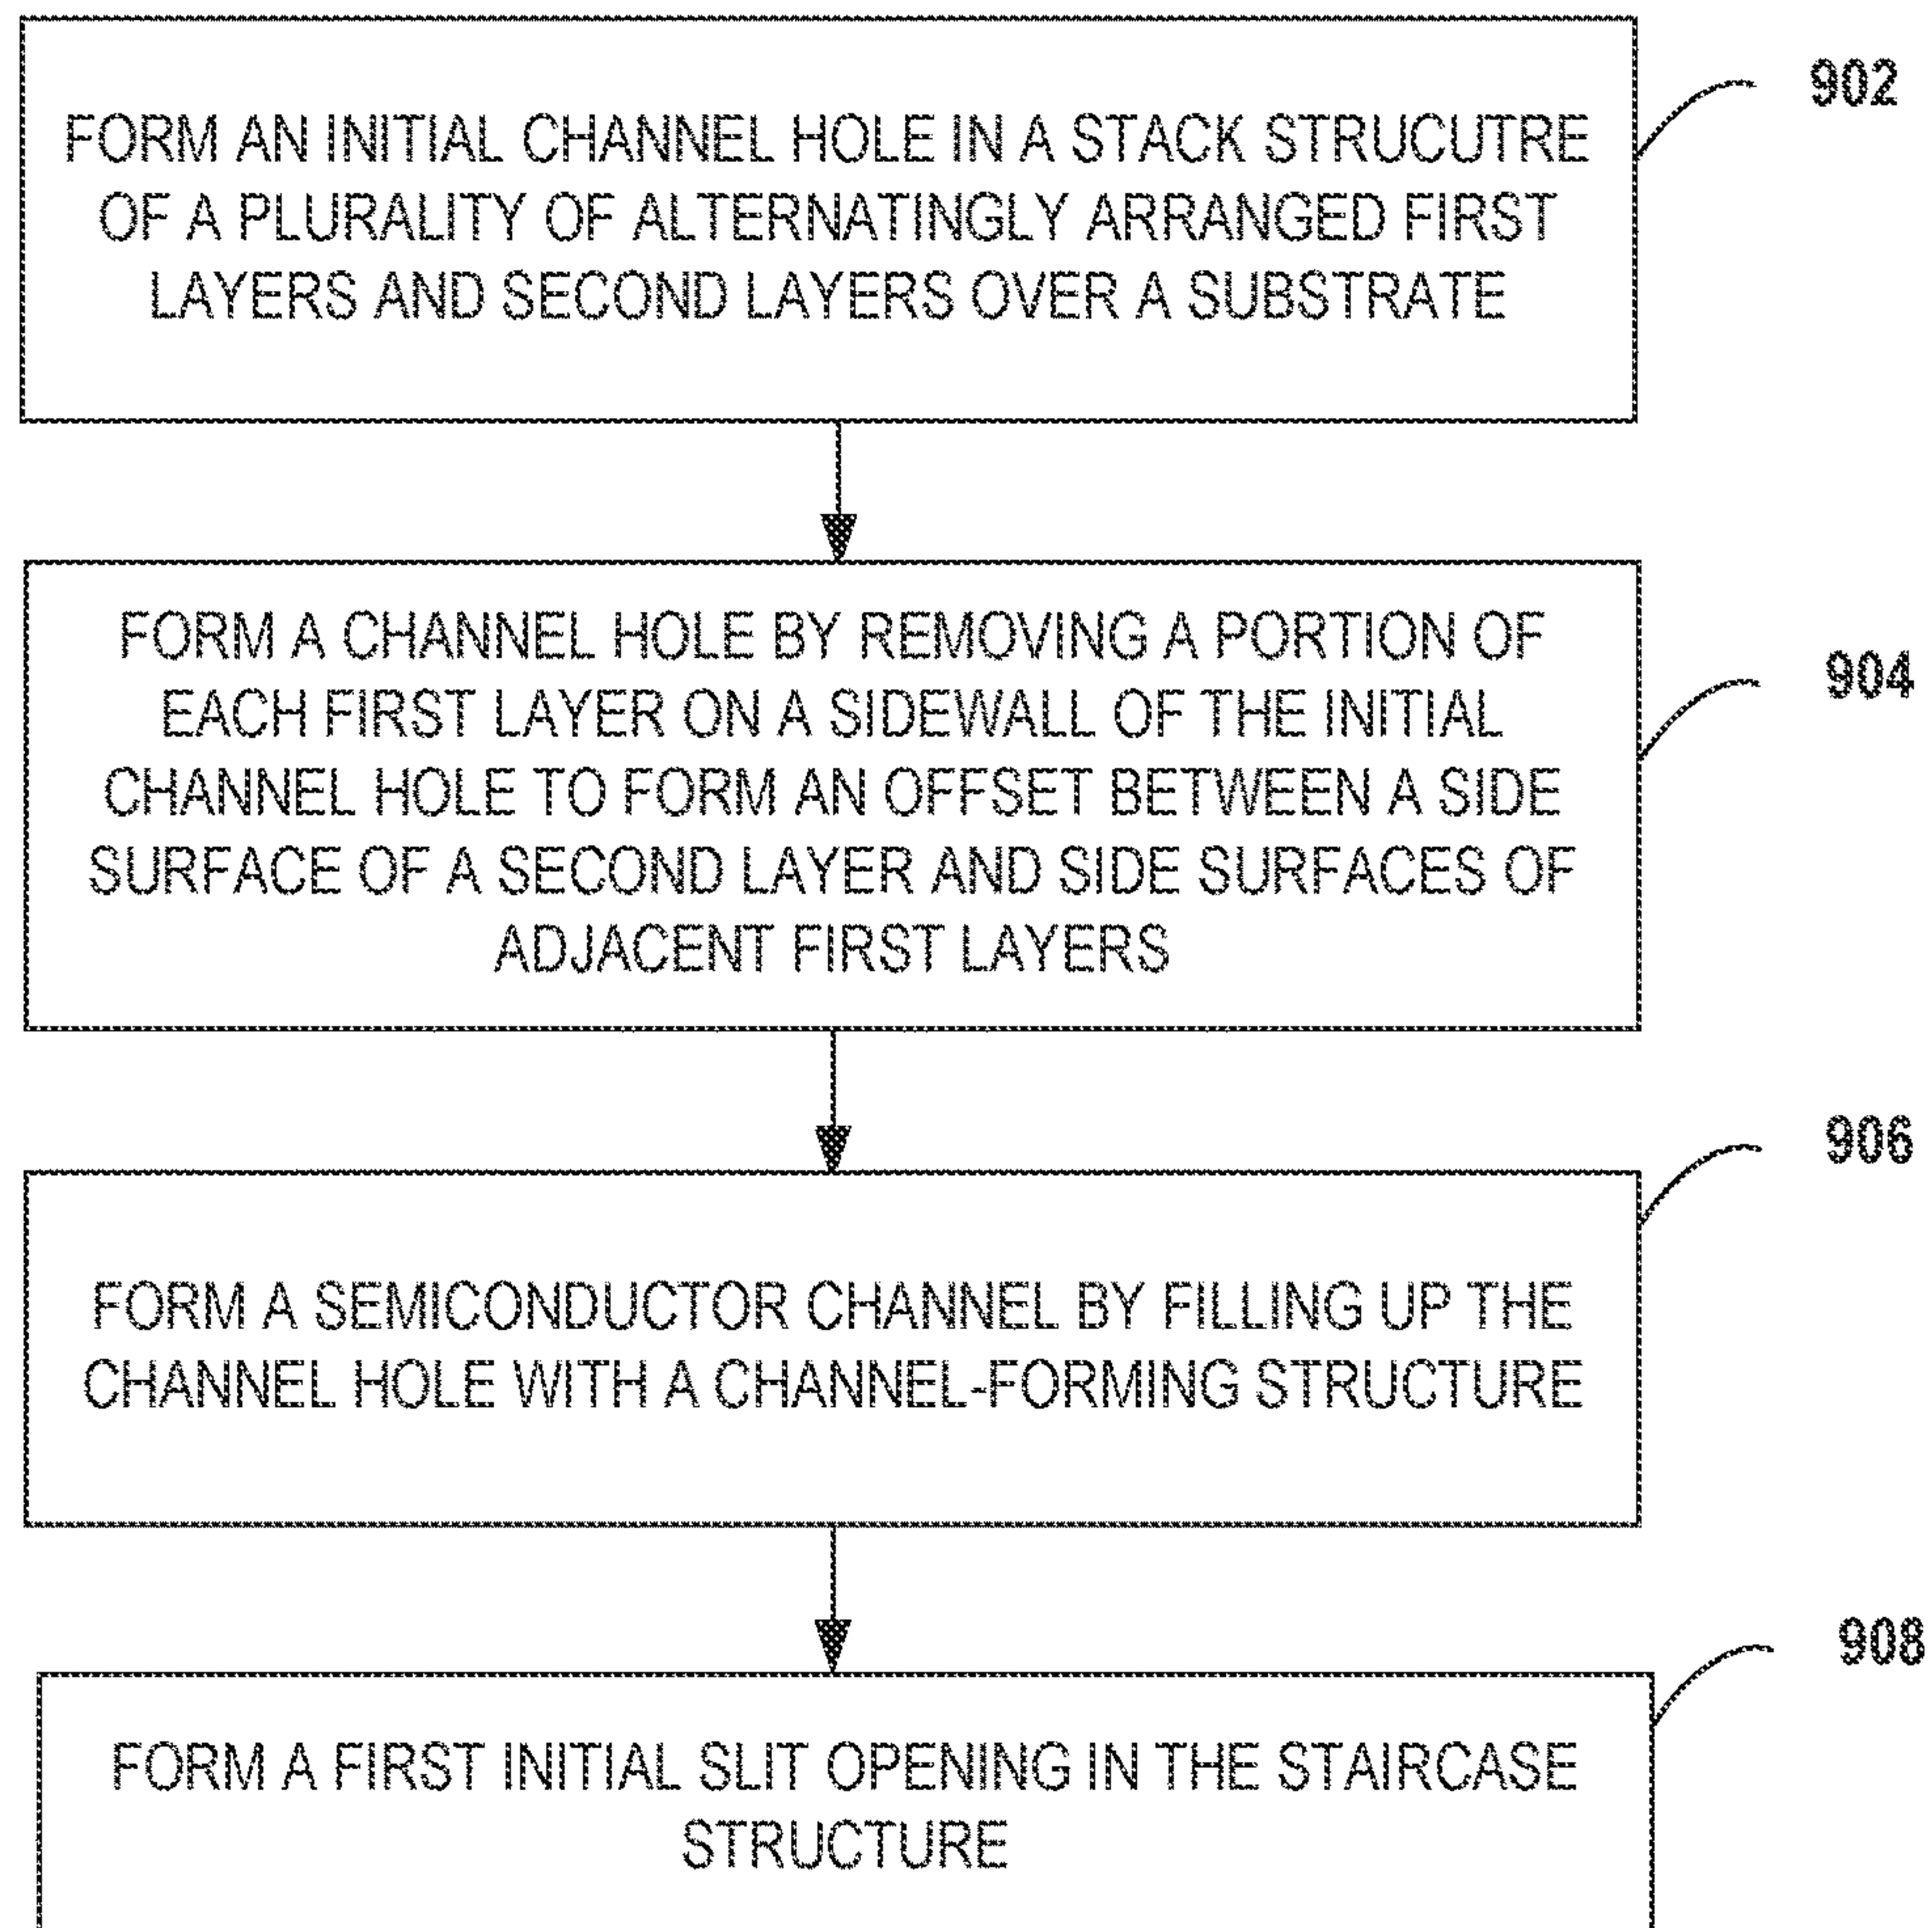 902
FORM AN INITIAL CHANNEL HOLE IN A STACK STRUCUTRE
OF A PLURALITY OF ALTERNATINGLY ARRANGED FIRST
LAYERS AND SECOND LAYERS OVER A SUBSTRATE
904
FORM A CHANNEL HOLE BY REMOVING A PORTION OF
EACH FIRST LAYER ON A SIDEWALL OF THE INITIAL
CHANNEL HOLE TO FORM AN OFFSET BETWEEN A SIDE
SURFACE OF A SECOND LAYER AND SIDE SURFACES OF
ADJACENT FIRST LAYERS
906
FORM A SEMICONDUCTOR CHANNEL BY FILLING UP THE
CHANNEL HOLE WITH A CHANNEL-FORMING STRUCTURE
908
FORM A FIRST INITIAL SLIT OPENING IN THE STAIRCASE
STRUCTURE